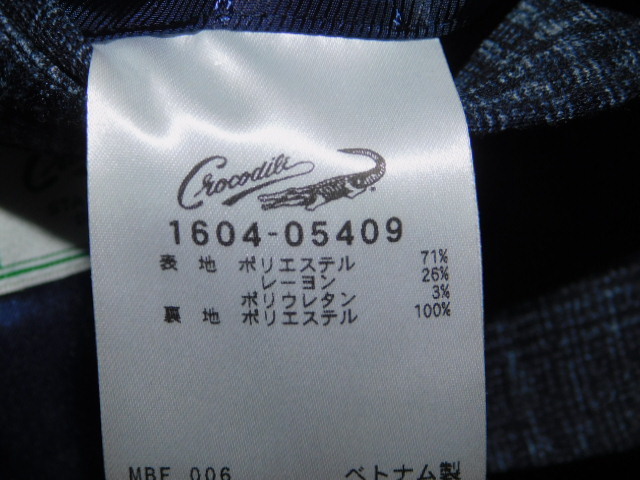 Crocodile
1604-05409
表 地 ポリエステル 71%
レーヨン 26%
ポリウレタン 3%
裏 地 ポリエステル 100%
MBF 006 ベトナム製